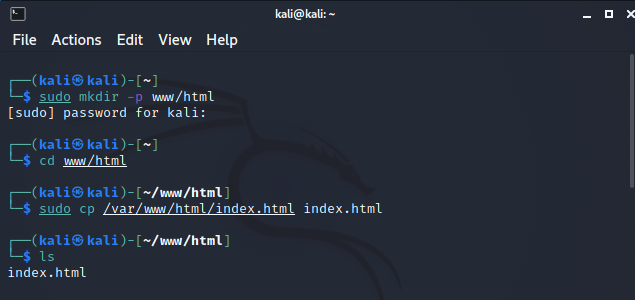 kali@kali: ~
File Actions Edit View Help
┌──(kali㉿kali)-[~]
└─$ sudo mkdir -p www/html
[sudo] password for kali:
┌──(kali㉿kali)-[~]
└─$ cd www/html
┌──(kali㉿kali)-[~/www/html]
└─$ sudo cp /var/www/html/index.html index.html
┌──(kali㉿kali)-[~/www/html]
└─$ ls
index.html